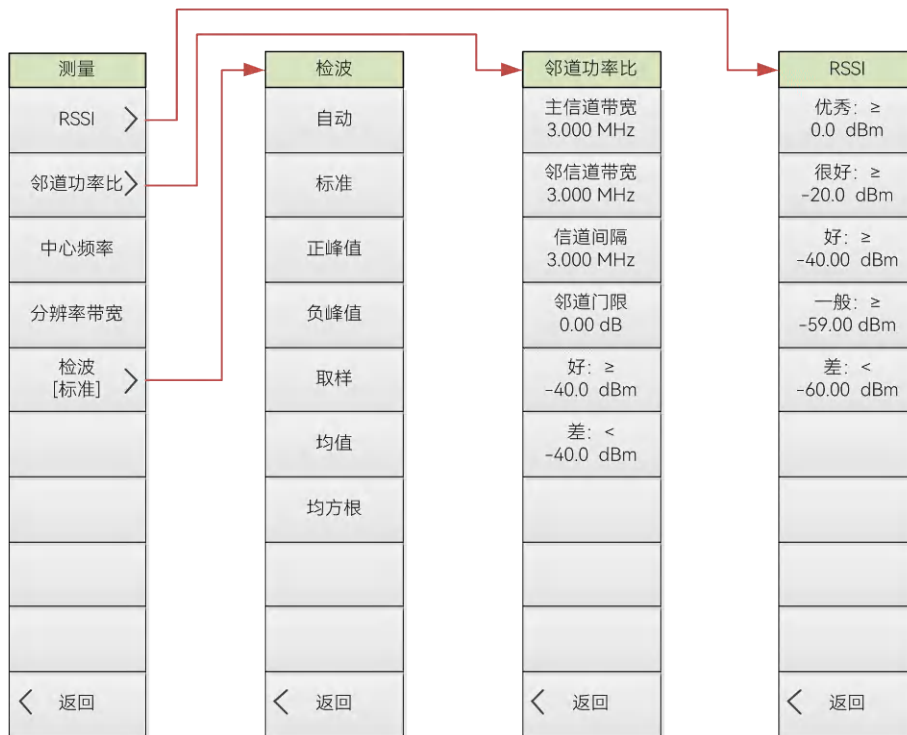 测量
RSSI
邻道功率比
中心频率
分辨率带宽
检波
[标准]
返回
检波
自动
标准
正峰值
负峰值
取样
均值
均方根
返回
邻道功率比
主信道带宽
3.000 MHz
邻信道带宽
3.000 MHz
信道间隔
3.000 MHz
邻道门限
0.00 dB
好: ≥
-40.0 dBm
差: <
-40.0 dBm
返回
RSSI
优秀: ≥
0.0 dBm
很好: ≥
-20.0 dBm
好: ≥
-40.00 dBm
一般: ≥
-59.00 dBm
差: <
-60.00 dBm
返回